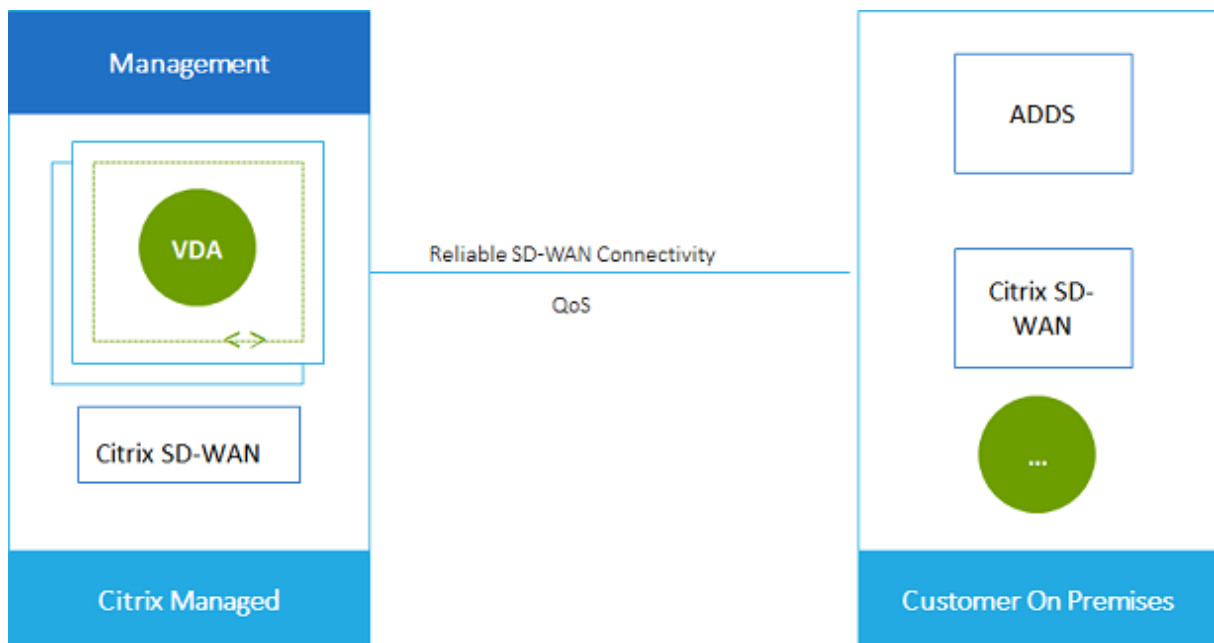 Management
VDA
<->
Citrix SD-WAN
Citrix Managed
Reliable SD-WAN Connectivity
QoS
ADDS
Citrix SD-
WAN
...
Customer On Premises